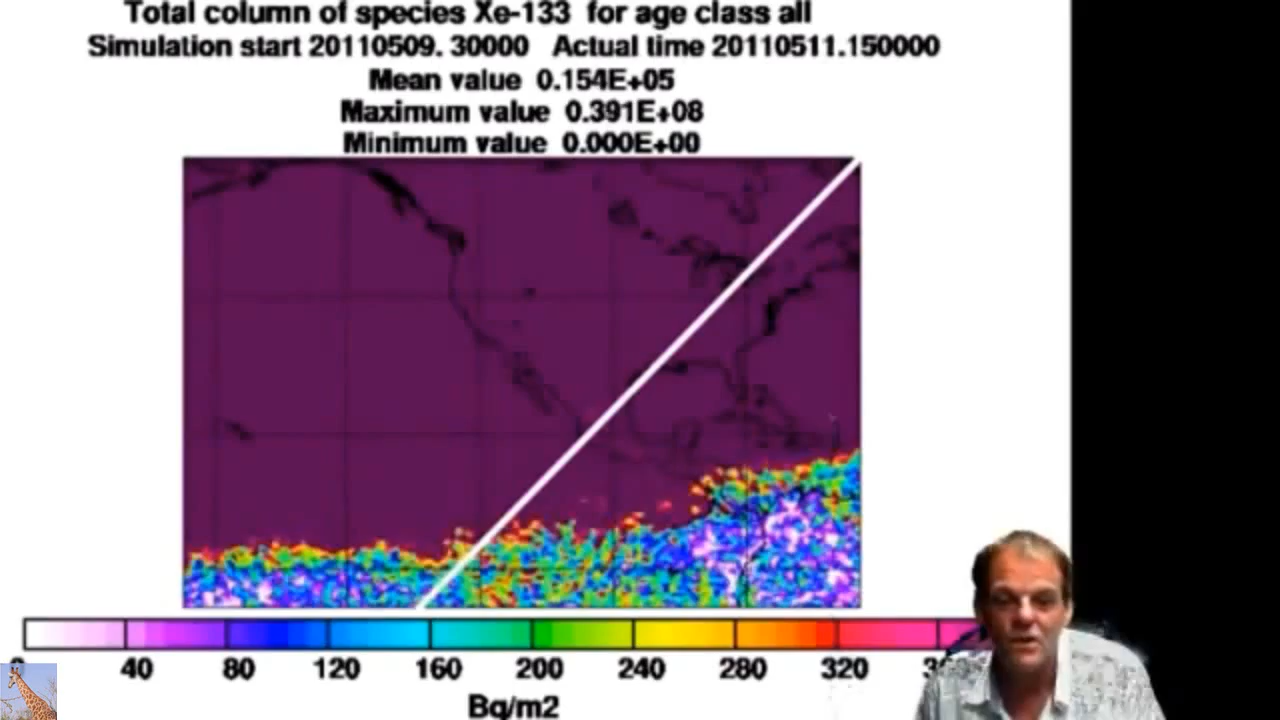 Total column of species Xe-133 for age class all
Simulation start 20110509. 30000 Actual time 20110511.150000
Mean value 0.154E+05
Maximum value 0.391E+08
Minimum value 0.000E+00
40 80 120 160 200 240 280 320
Bq/m2